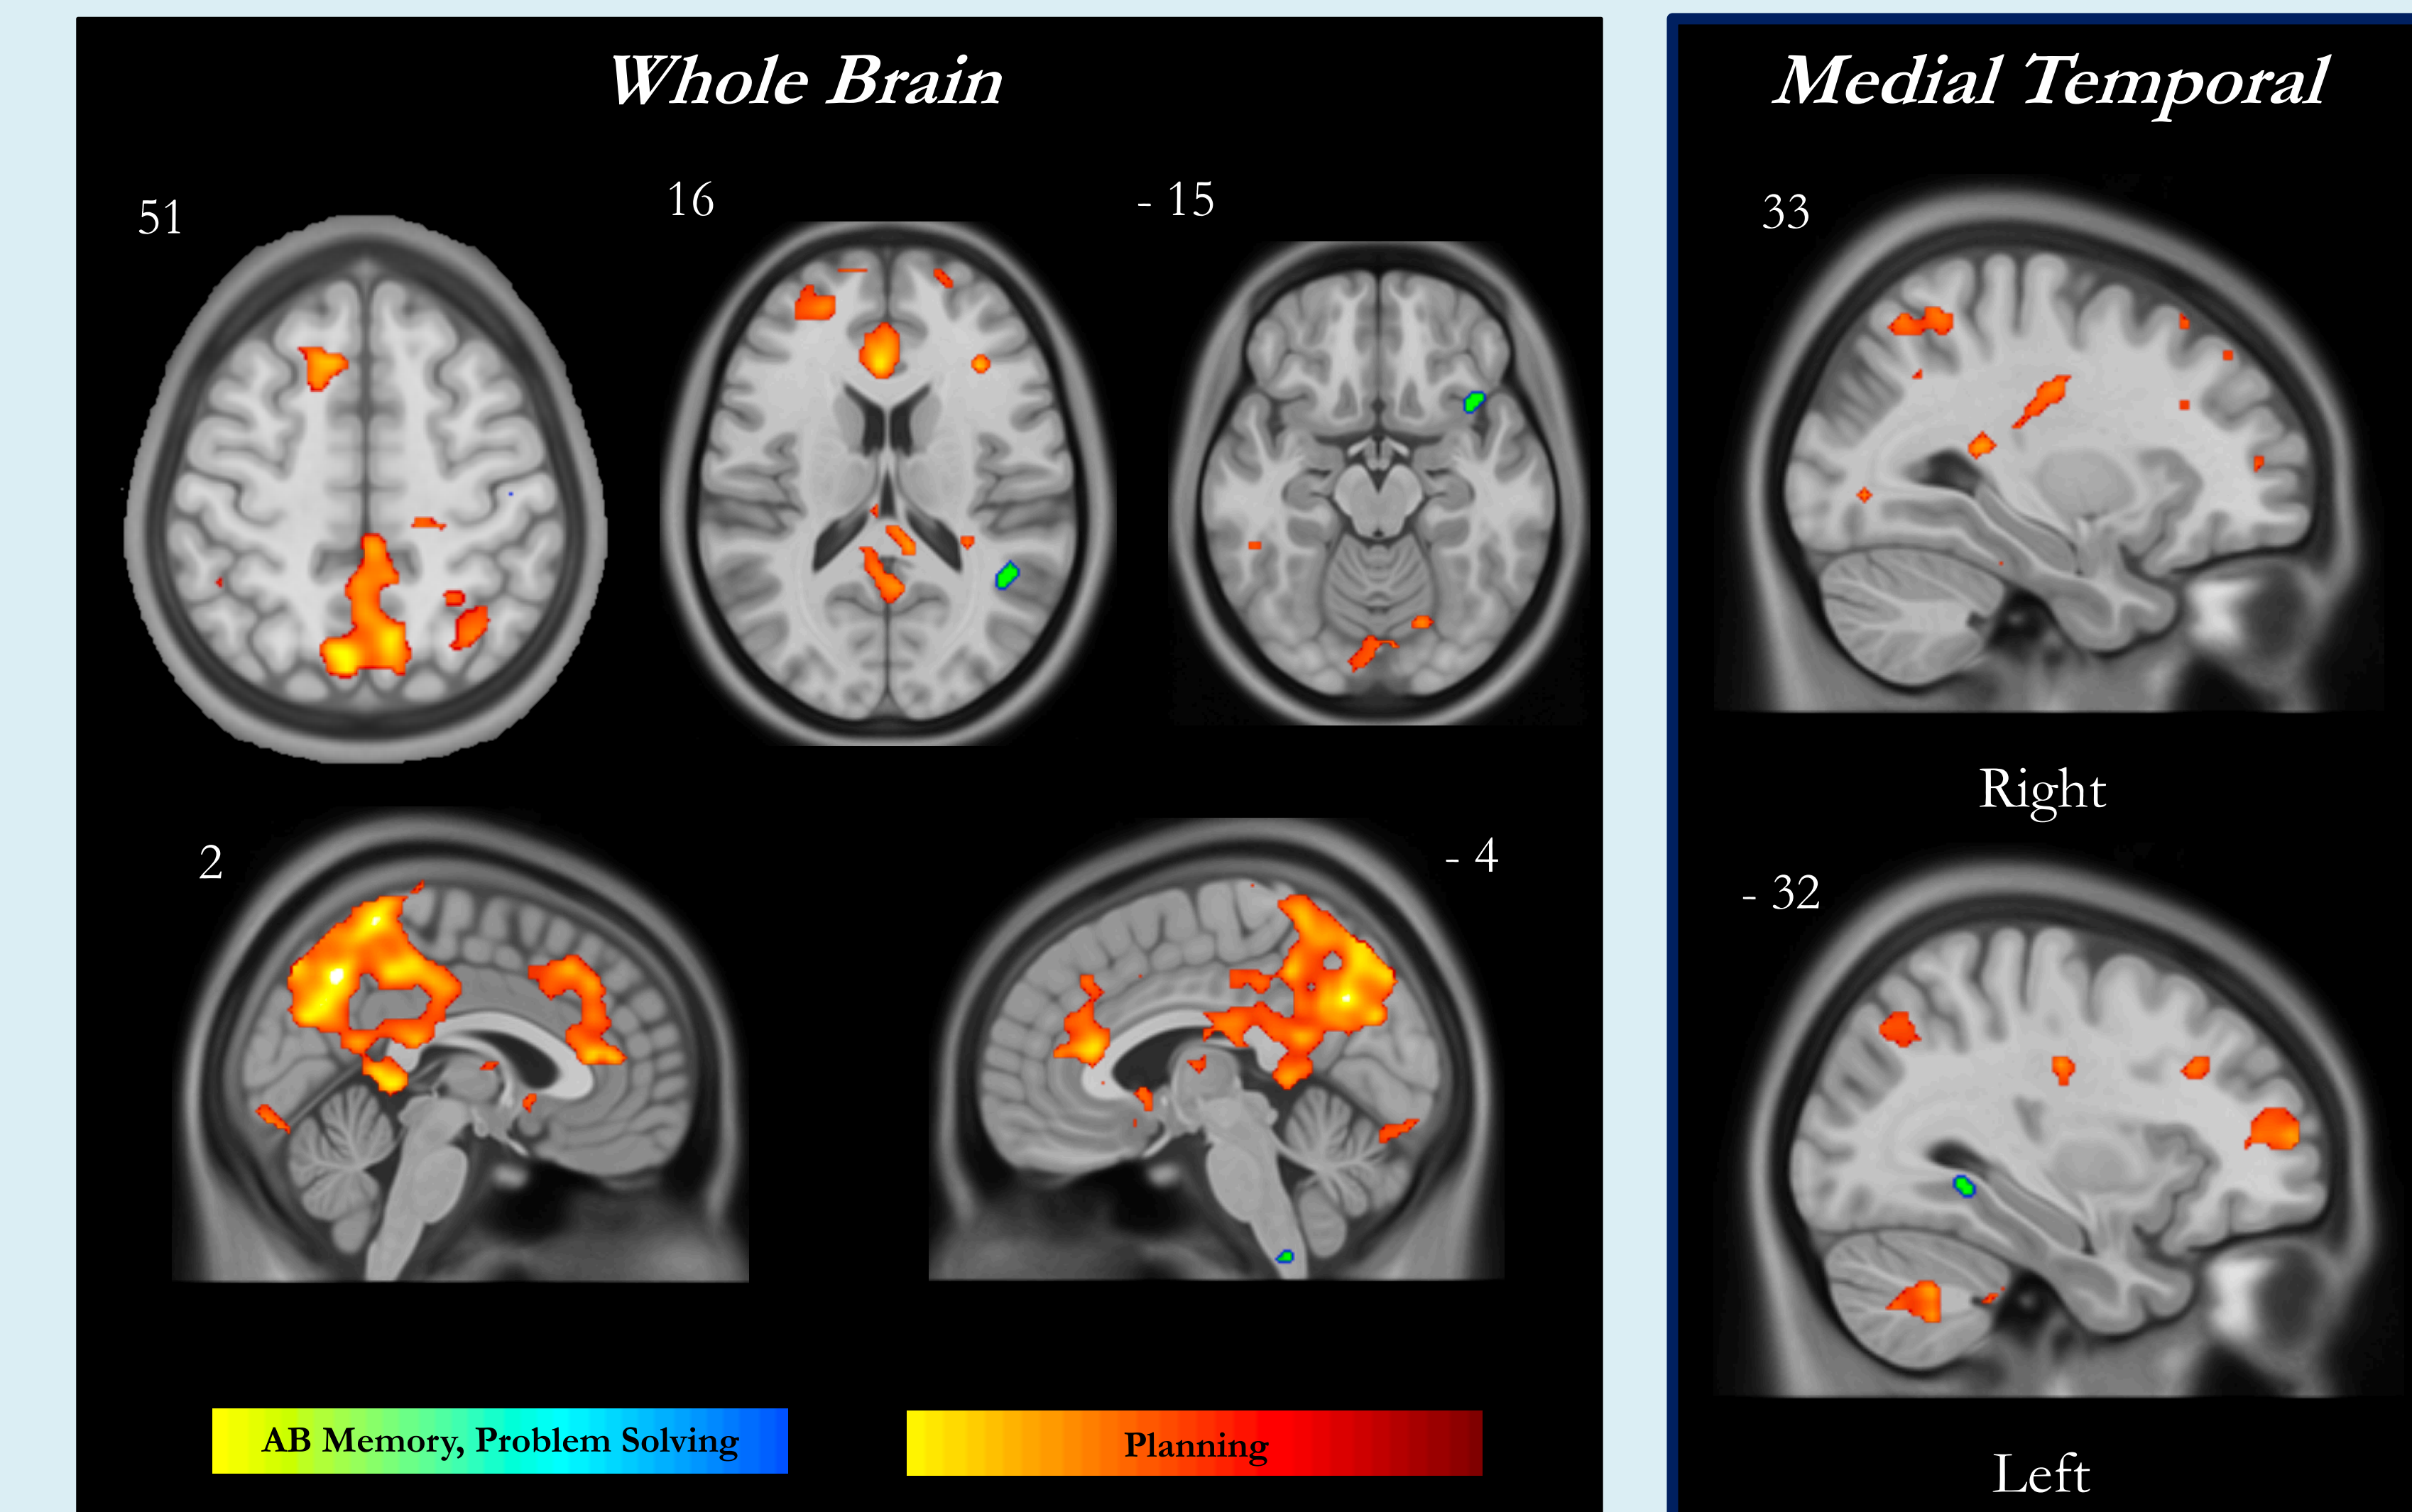 Whole Brain
51
16
- 15
2
- 4
AB Memory, Problem Solving
Planning
Medial Temporal
33
Right
- 32
Left